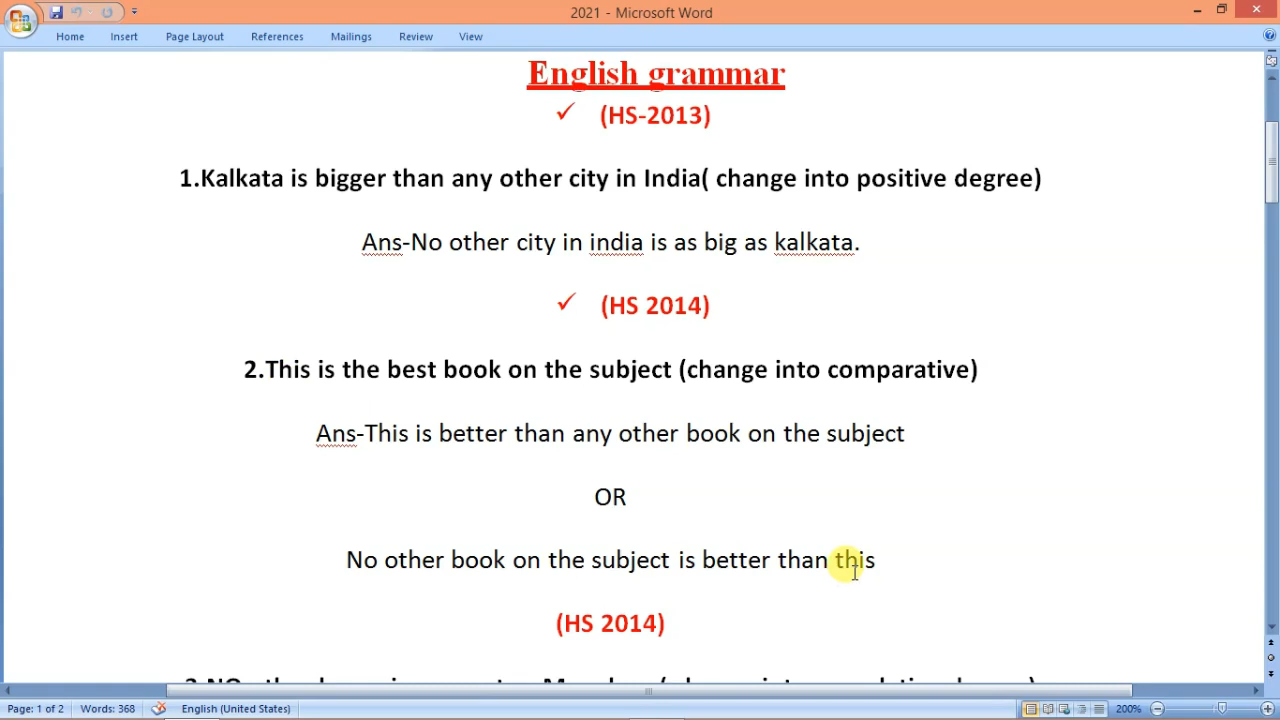 2021 - Microsoft Word
Home Insert Page Layout References Mailings Review View
English grammar
✓ (HS-2013)
1.Kalkata is bigger than any other city in India( change into positive degree)
Ans-No other city in india is as big as kalkata.
✓ (HS 2014)
2.This is the best book on the subject (change into comparative)
Ans-This is better than any other book on the subject
OR
No other book on the subject is better than this
(HS 2014)
Page: 1 of 2 Words: 368 English (United States) 200%